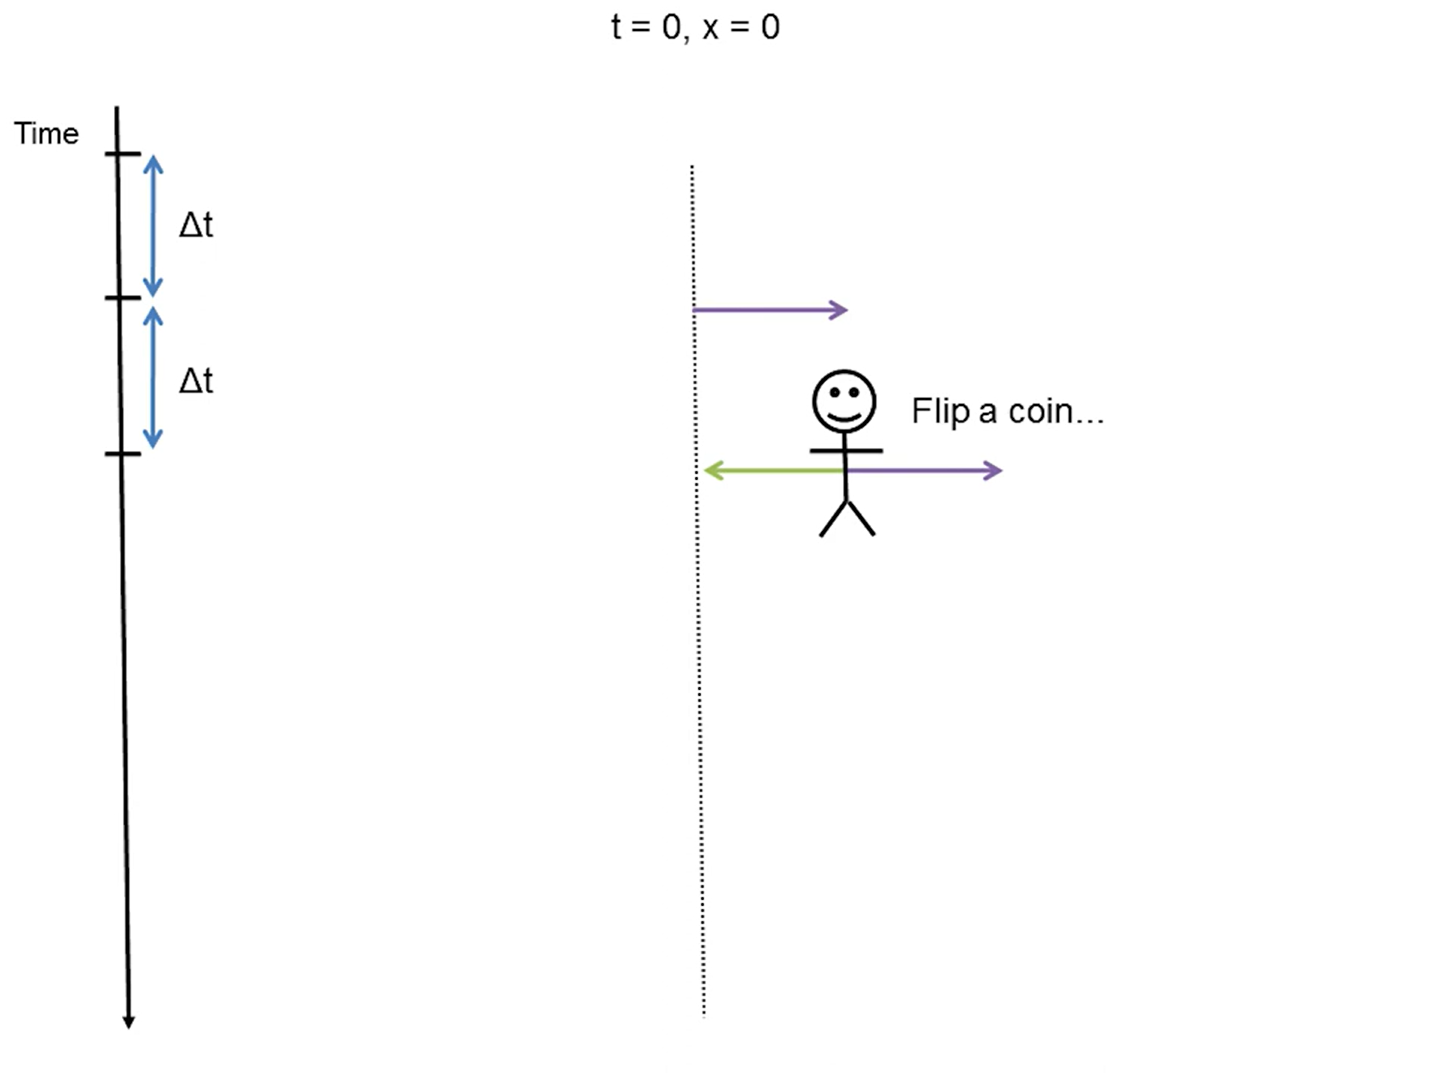 t = 0, x = 0
Time
Δt
Δt
Flip a coin...